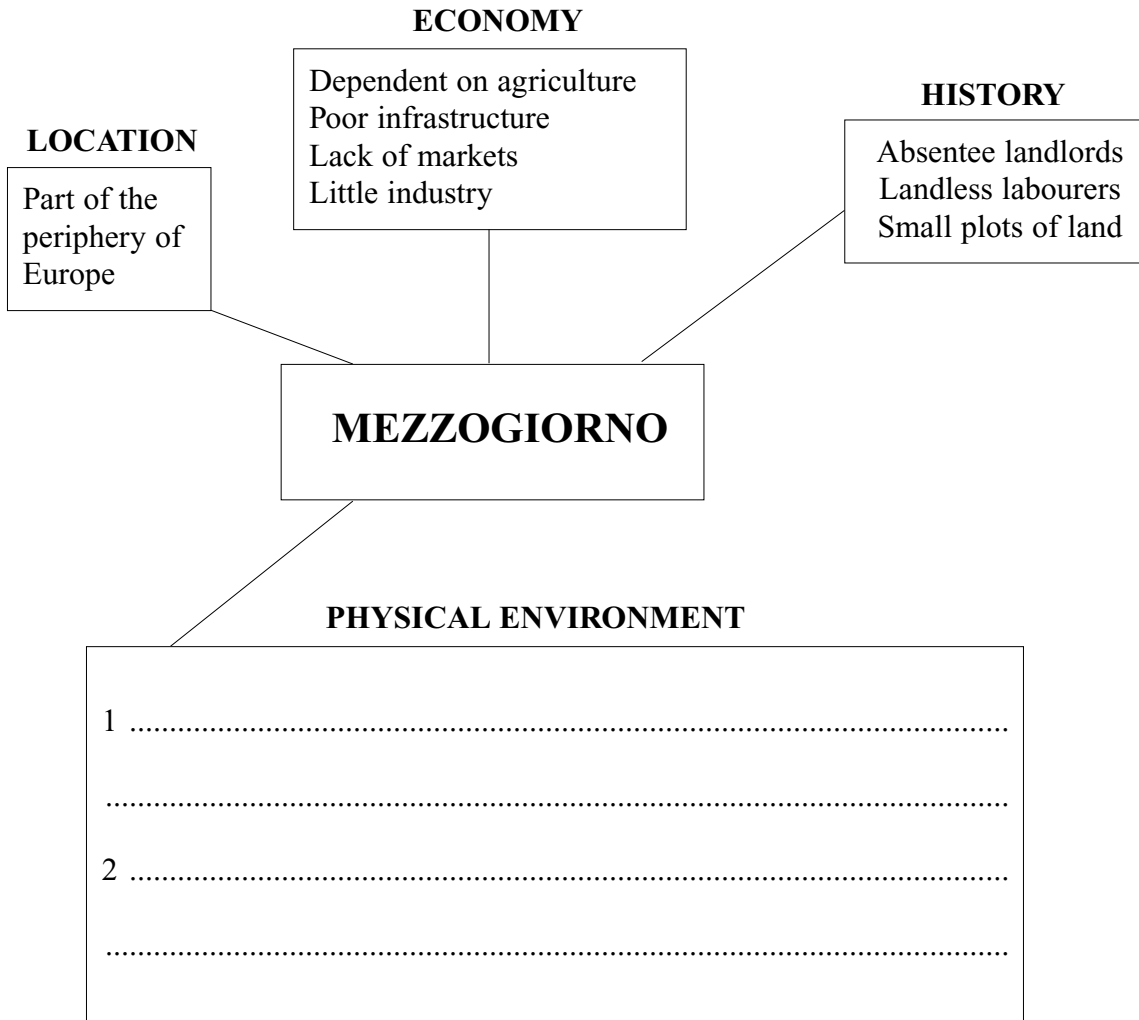 ECONOMY
Dependent on agriculture
Poor infrastructure
Lack of markets
Little industry
HISTORY
Absentee landlords
Landless labourers
Small plots of land
LOCATION
Part of the
periphery of
Europe
MEZZOGIORNO
PHYSICAL ENVIRONMENT
1 ................................................................................................................
....................................................................................................................
2 ................................................................................................................
....................................................................................................................